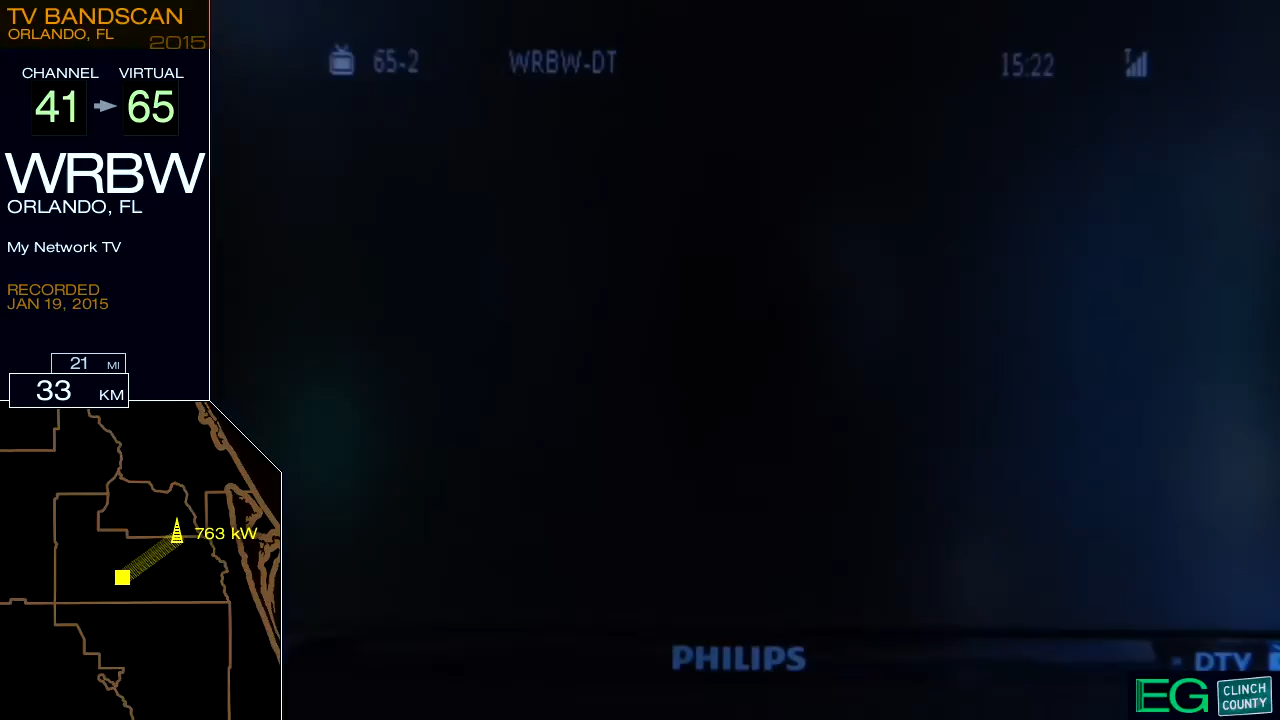 TV BANDSCAN
ORLANDO, FL
2015
CHANNEL VIRTUAL
41 65
WRBW
ORLANDO, FL
My Network TV
RECORDED
JAN 19, 2015
21 MI
33 KM
763 kW
65-2 WRBW-DT 15:22
PHILIPS
DTV
EG CLINCH
COUNTY